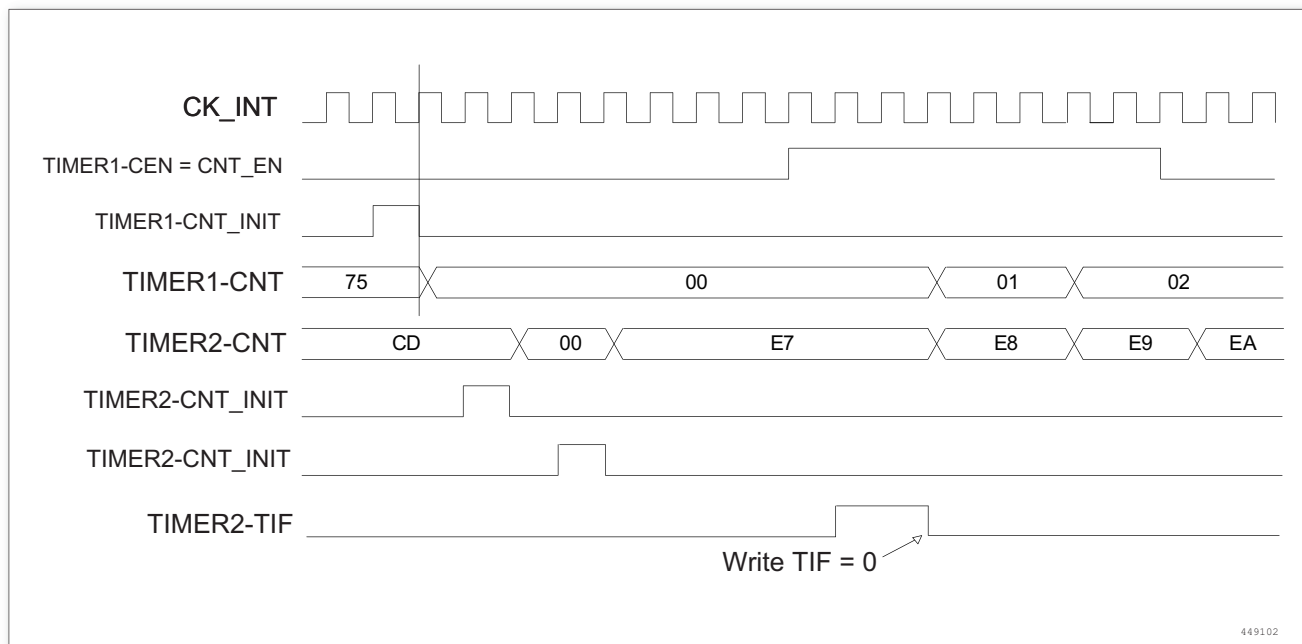 CK_INT
TIMER1-CEN = CNT_EN
TIMER1-CNT_INIT
TIMER1-CNT 75 00 01 02
TIMER2-CNT CD 00 E7 E8 E9 EA
TIMER2-CNT_INIT
TIMER2-CNT_INIT
TIMER2-TIF
Write TIF = 0
449102